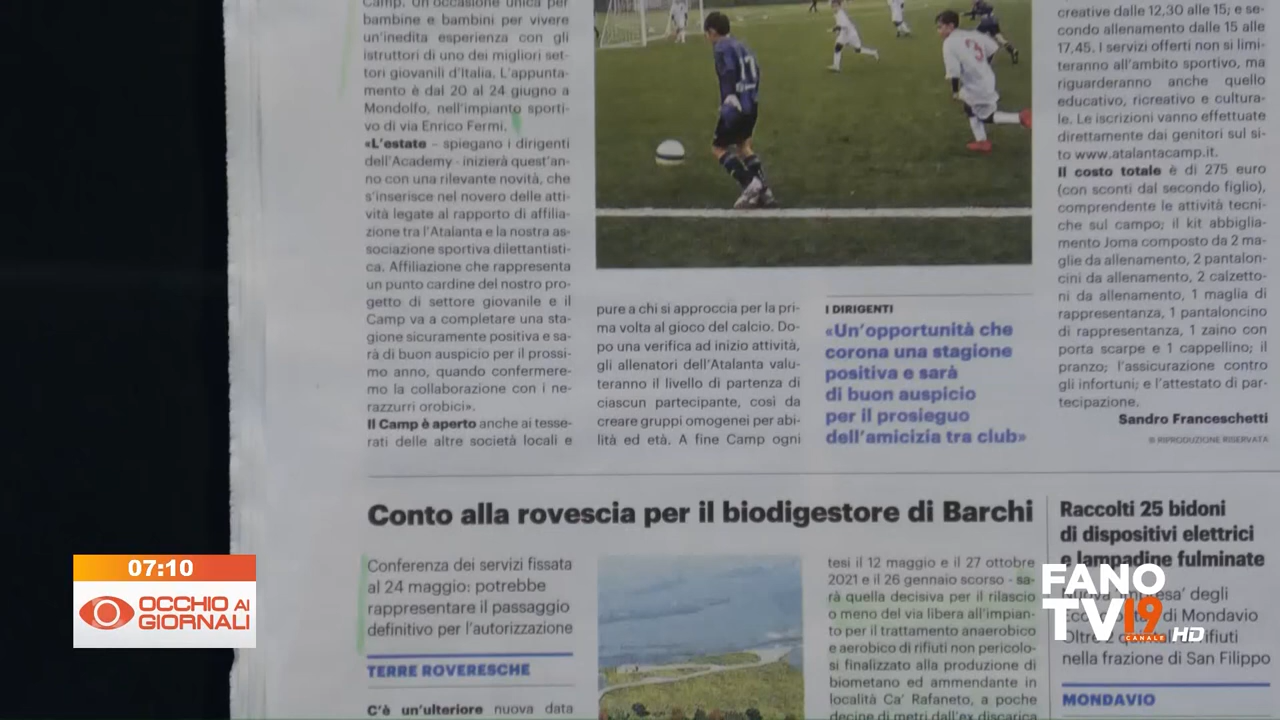 Camp. Un'occasione unica per
bambine e bambini per vivere
un'inedita esperienza con gli
istruttori di uno dei migliori set-
tori giovanili d'Italia. L'appunta-
mento è dal 20 al 24 giugno a
Mondolfo, nell'impianto sporti-
vo di via Enrico Fermi.
«L'estate - spiegano i dirigenti
dell'Academy - inizierà quest'an-
no con una rilevante novità, che
s'inserisce nel novero delle atti-
vità legate al rapporto di affilia-
zione tra l'Atalanta e la nostra as-
sociazione sportiva dilettantisti-
ca. Affiliazione che rappresenta
un punto cardine del nostro pro-
getto di settore giovanile e il
Camp va a completare una sta-
gione sicuramente positiva e sa-
rà di buon auspicio per il prossi-
mo anno, quando confermere-
mo la collaborazione con i ne-
razzurri orobici».
Il Camp è aperto anche ai tesse-
rati delle altre società locali e
17
3
pure a chi si approccia per la pri-
ma volta al gioco del calcio. Do-
po una verifica ad inizio attività,
gli allenatori dell'Atalanta valu-
teranno il livello di partenza di
ciascun partecipante, così da
creare gruppi omogenei per abi-
lità ed età. A fine Camp ogni
I DIRIGENTI
«Un'opportunità che
corona una stagione
positiva e sarà
di buon auspicio
per il prosieguo
dell'amicizia tra club»
creative dalle 12,30 alle 15; e se-
condo allenamento dalle 15 alle
17,45. I servizi offerti non si limi-
teranno all'ambito sportivo, ma
riguarderanno anche quello
educativo, ricreativo e cultura-
le. Le iscrizioni vanno effettuate
direttamente dai genitori sul si-
to www.atalantacamp.it.
Il costo totale è di 275 euro
(con sconti dal secondo figlio),
comprendente le attività tecni-
che sul campo; il kit abbiglia-
mento Joma composto da 2 ma-
glie da allenamento, 2 pantalon-
cini da allenamento, 2 calzetto-
ni da allenamento, 1 maglia di
rappresentanza, 1 pantaloncino
di rappresentanza, 1 zaino con
porta scarpe e 1 cappellino; il
pranzo; l'assicurazione contro
gli infortuni; e l'attestato di par-
tecipazione.
Sandro Franceschetti
© RIPRODUZIONE RISERVATA
Conto alla rovescia per il biodigestore di Barchi
Conferenza dei servizi fissata
al 24 maggio: potrebbe
rappresentare il passaggio
definitivo per l'autorizzazione
TERRE ROVERESCHE
C'è un'ulteriore nuova data
tesi il 12 maggio e il 27 ottobre
2021 e il 26 gennaio scorso - sa-
rà quella decisiva per il rilascio
o meno del via libera all'impian-
to per il trattamento anaerobico
e aerobico di rifiuti non pericolo-
si finalizzato alla produzione di
biometano ed ammendante in
località Ca' Rafaneto, a poche
decine di metri dall'ex discarica
Raccolti 25 bidoni
di dispositivi elettrici
e lampadine fulminate
Nuova 'impresa' degli
di Mondavio
Oltre 2 rifiuti
nella frazione di San Filippo
MONDAVIO
07:10
OCCHIO AI
GIORNALI
FANO
TV 19
CANALE
HD